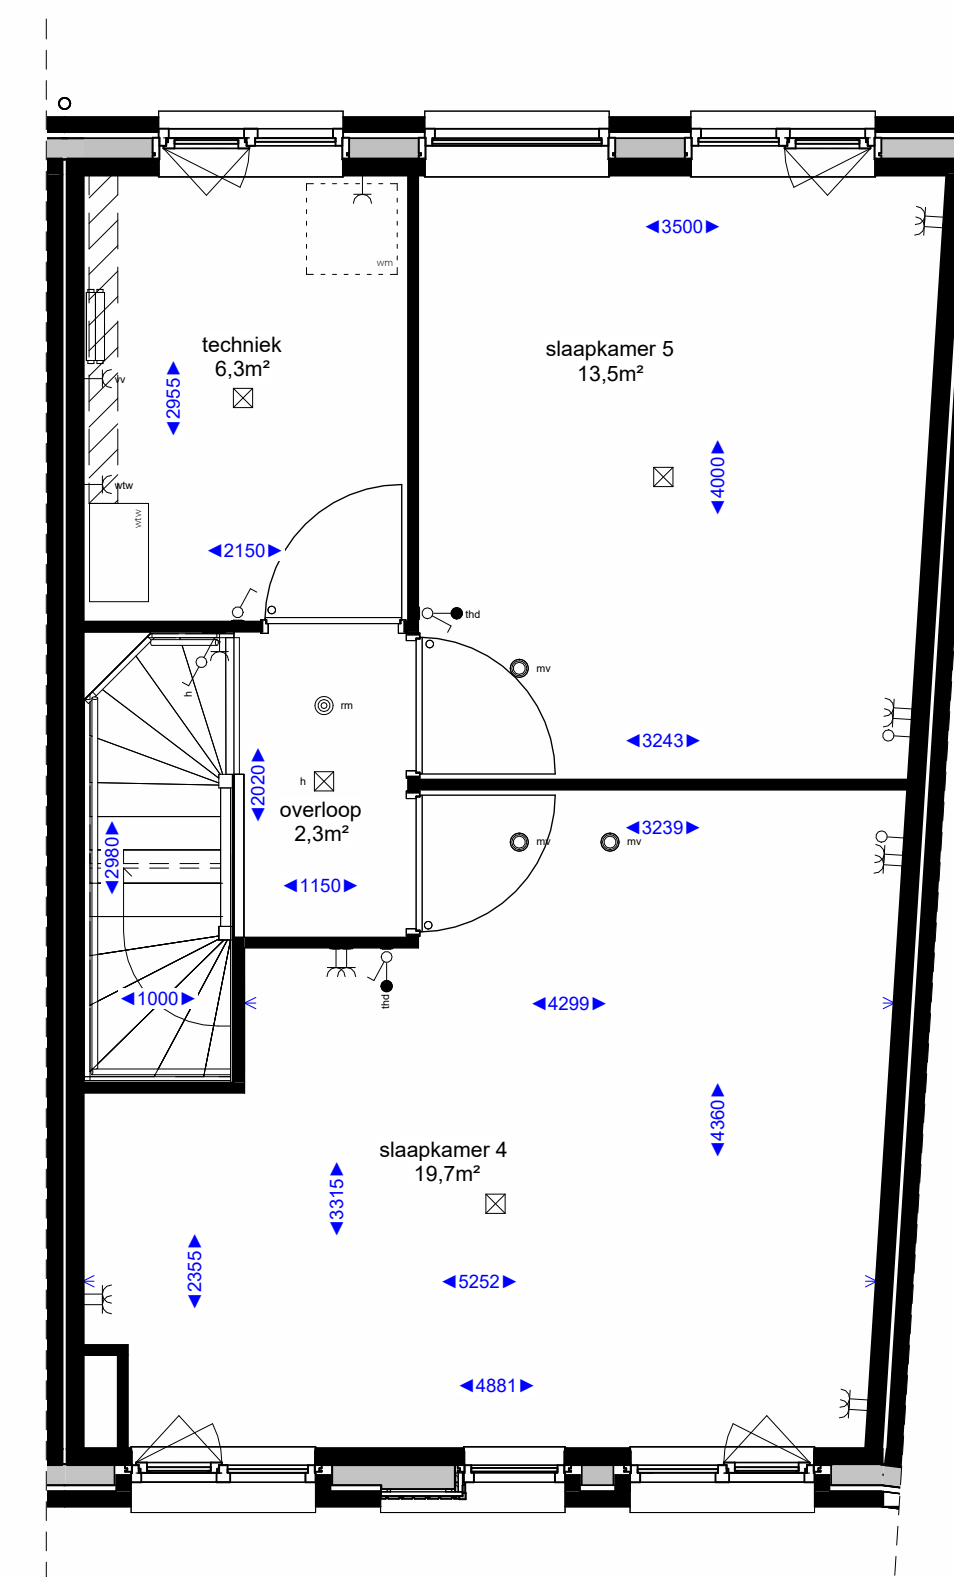 3500
wm
techniek
6,3m²
slaapkamer 5
13,5m²
vv
2955
4000
wtw
wtw
2150
thd
mv
h
rm
3243
h
2020
overloop
2,3m²
3239
mv
mv
2980
1150
1000
thd
4299
4360
slaapkamer 4
19,7m²
3315
2355
5252
4881